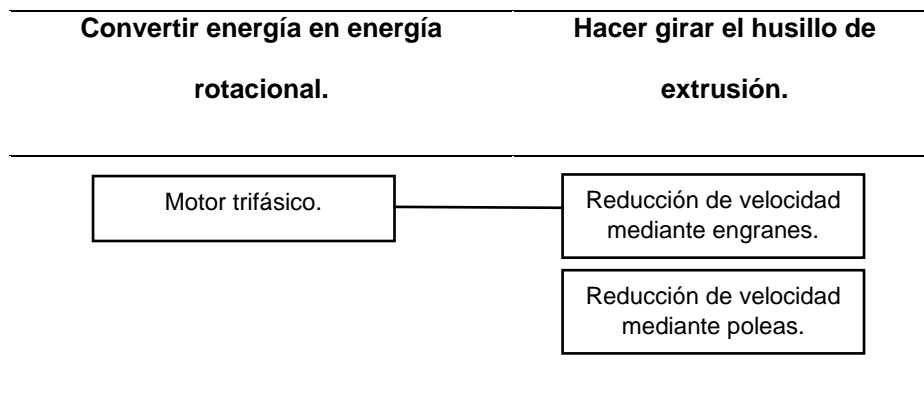 Convertir energía en energía
rotacional.
Hacer girar el husillo de
extrusión.
Motor trifásico.
Reducción de velocidad
mediante engranes.
Reducción de velocidad
mediante poleas.